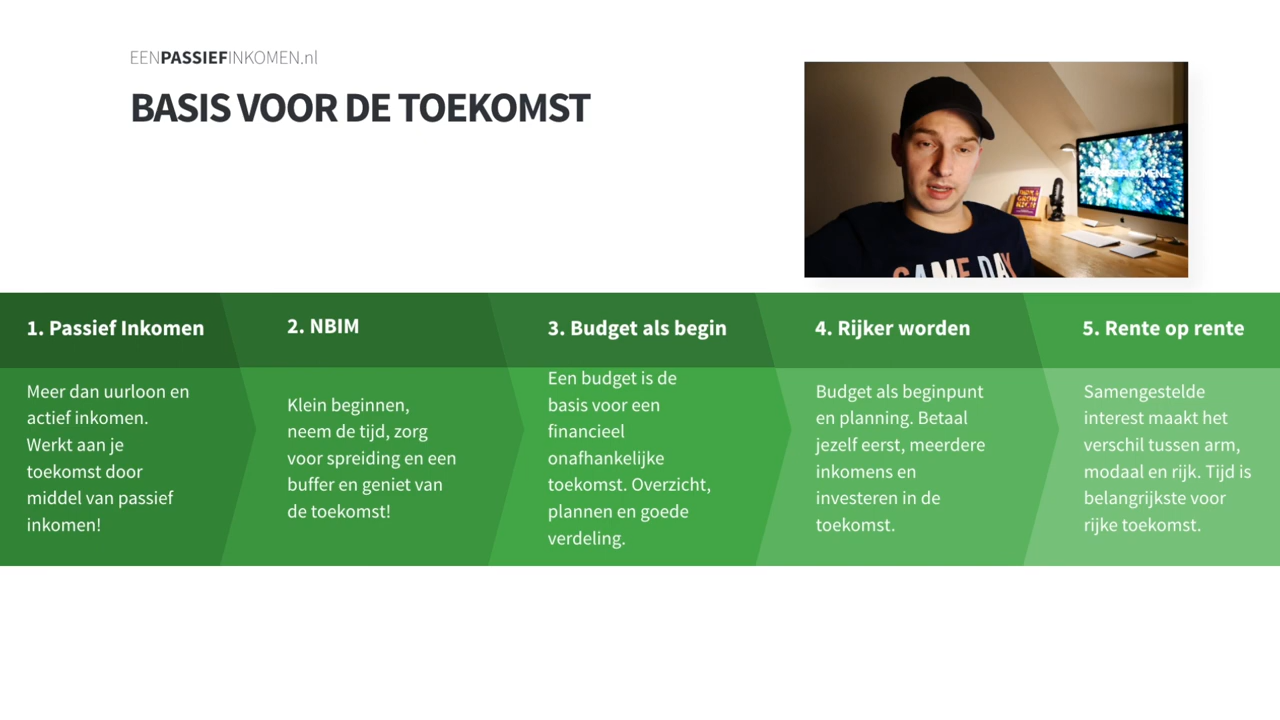 EENPASSIEFINKOMEN.nl
BASIS VOOR DE TOEKOMST
GAME DAY
1. Passief Inkomen
Meer dan uurloon en
actief inkomen.
Werkt aan je
toekomst door
middel van passief
inkomen!
2. NBIM
Klein beginnen,
neem de tijd, zorg
voor spreiding en een
buffer en geniet van
de toekomst!
3. Budget als begin
Een budget is de
basis voor een
financieel
onafhankelijke
toekomst. Overzicht,
plannen en goede
verdeling.
4. Rijker worden
Budget als beginpunt
en planning. Betaal
jezelf eerst, meerdere
inkomens en
investeren in de
toekomst.
5. Rente op rente
Samengestelde
interest maakt het
verschil tussen arm,
modaal en rijk. Tijd is
belangrijkste voor
rijke toekomst.